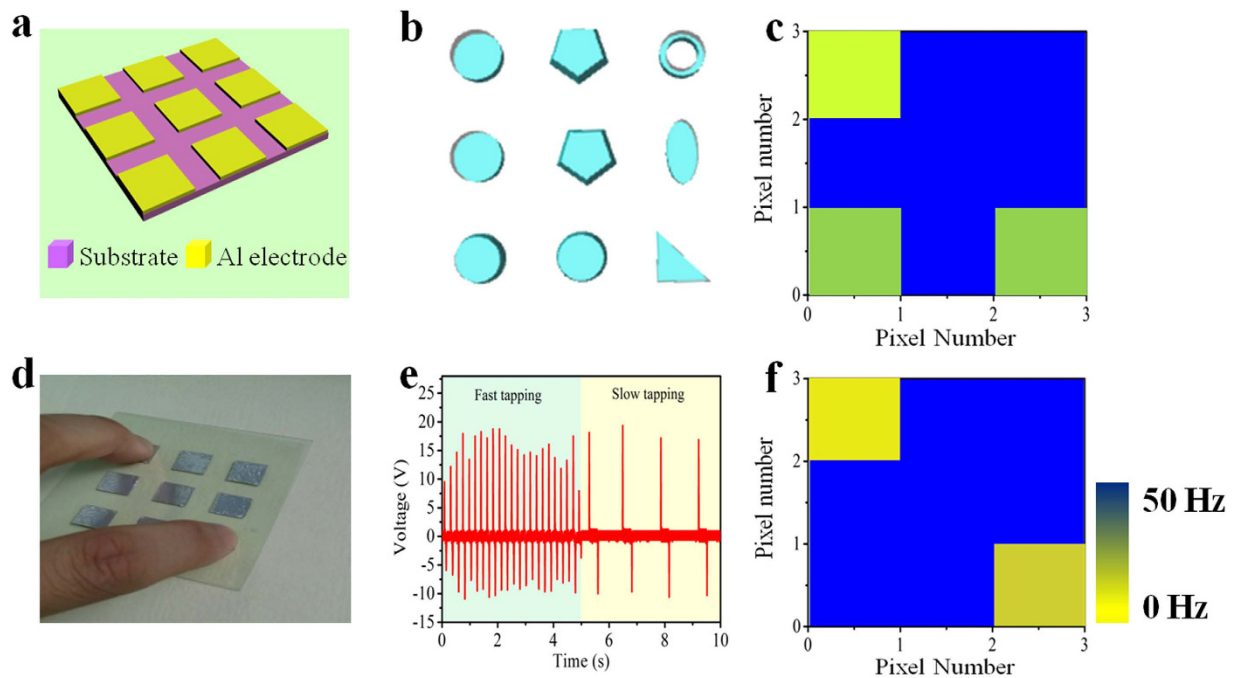 a
Substrate Al electrode
b
c
Pixel number
3
2
1
0
0 1 2 3
Pixel Number
d
e
Voltage (V)
25
20
15
10
5
0
-5
-10
-15
Fast tapping Slow tapping
0 2 4 6 8 10
Time (s)
f
Pixel number
3
2
1
0
0 1 2 3
Pixel Number
50 Hz
0 Hz